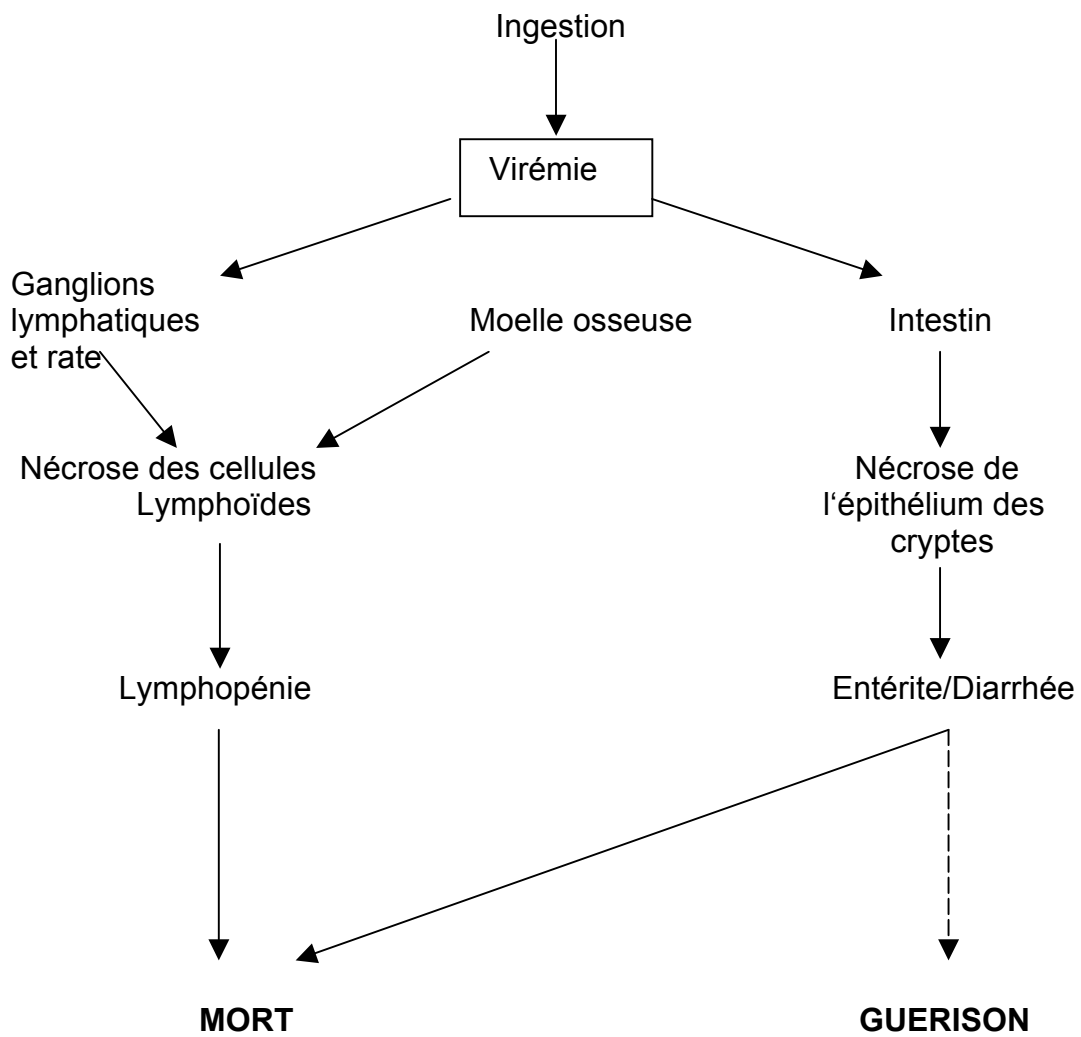 Ingestion
Virémie
Ganglions
lymphatiques
et rate
Moelle osseuse
Intestin
Nécrose des cellules
Lymphoïdes
Nécrose de
l‘épithélium des
cryptes
Lymphopénie
Entérite/Diarrhée
MORT
GUERISON